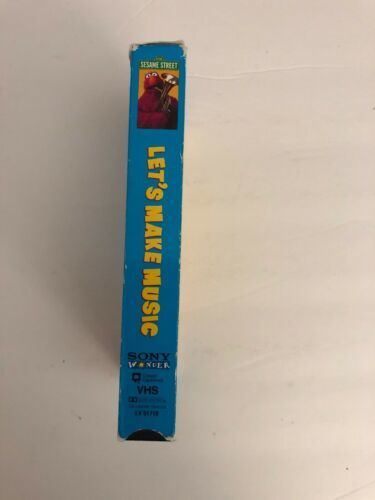 SESAME STREET
LET'S MAKE MUSIC
SONY
WONDER
VHS